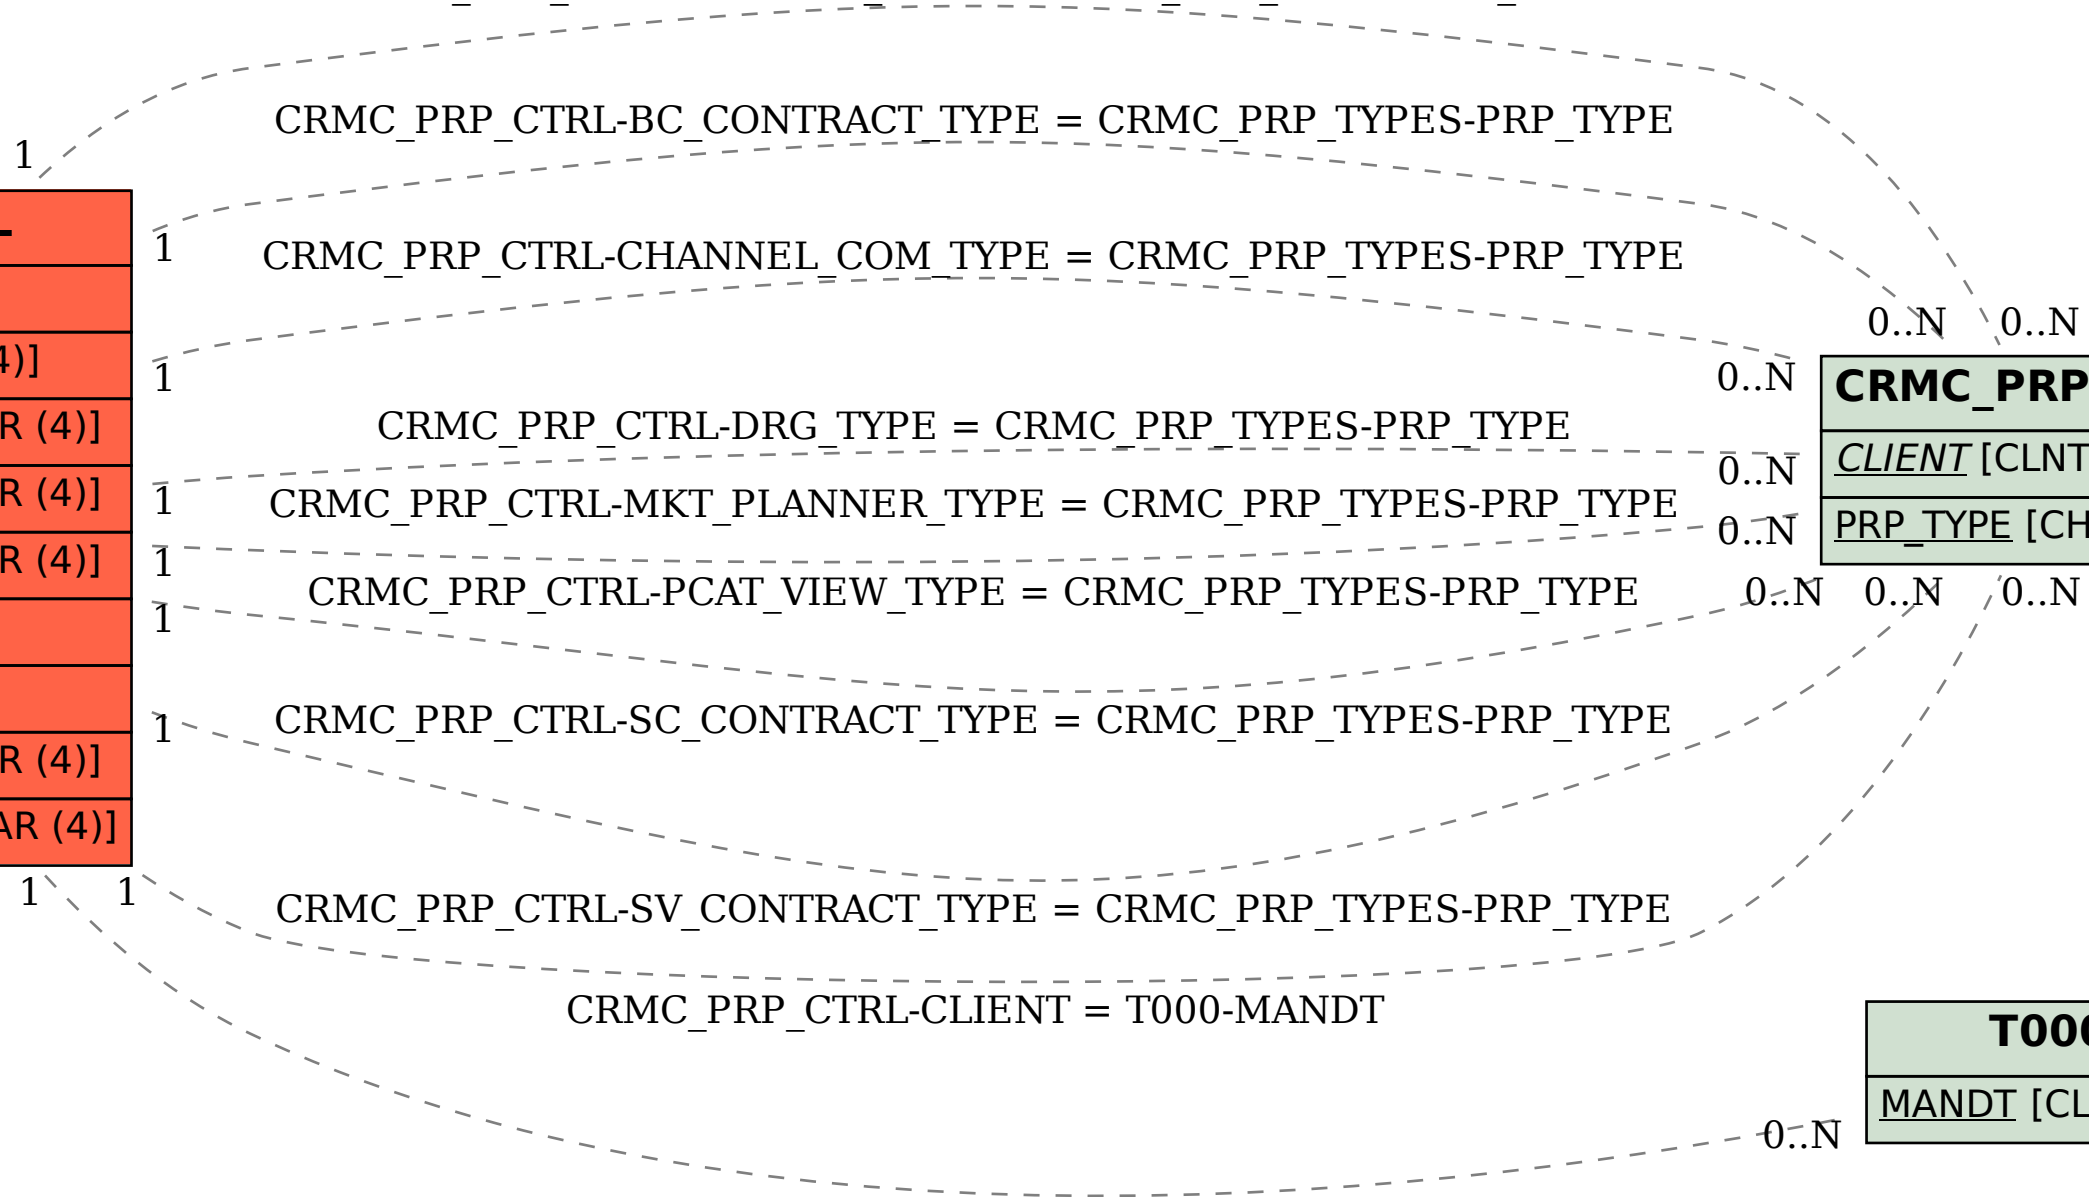 1
CRMC_PRP_CTRL-BC_CONTRACT_TYPE = CRMC_PRP_TYPES-PRP_TYPE
1
CRMC_PRP_CTRL-CHANNEL_COM_TYPE = CRMC_PRP_TYPES-PRP_TYPE
0..N 0..N
4)]
1
0..N
CRMC_PRP
R (4)]
CRMC_PRP_CTRL-DRG_TYPE = CRMC_PRP_TYPES-PRP_TYPE
0..N
CLIENT [CLNT
R (4)]
1
CRMC_PRP_CTRL-MKT_PLANNER_TYPE = CRMC_PRP_TYPES-PRP_TYPE
0..N
PRP_TYPE [CH
R (4)]
1
CRMC_PRP_CTRL-PCAT_VIEW_TYPE = CRMC_PRP_TYPES-PRP_TYPE
0..N 0..N 0..N
1
CRMC_PRP_CTRL-SC_CONTRACT_TYPE = CRMC_PRP_TYPES-PRP_TYPE
1
R (4)]
AR (4)]
1 1
CRMC_PRP_CTRL-SV_CONTRACT_TYPE = CRMC_PRP_TYPES-PRP_TYPE
CRMC_PRP_CTRL-CLIENT = T000-MANDT
T000
MANDT [CL
0..N